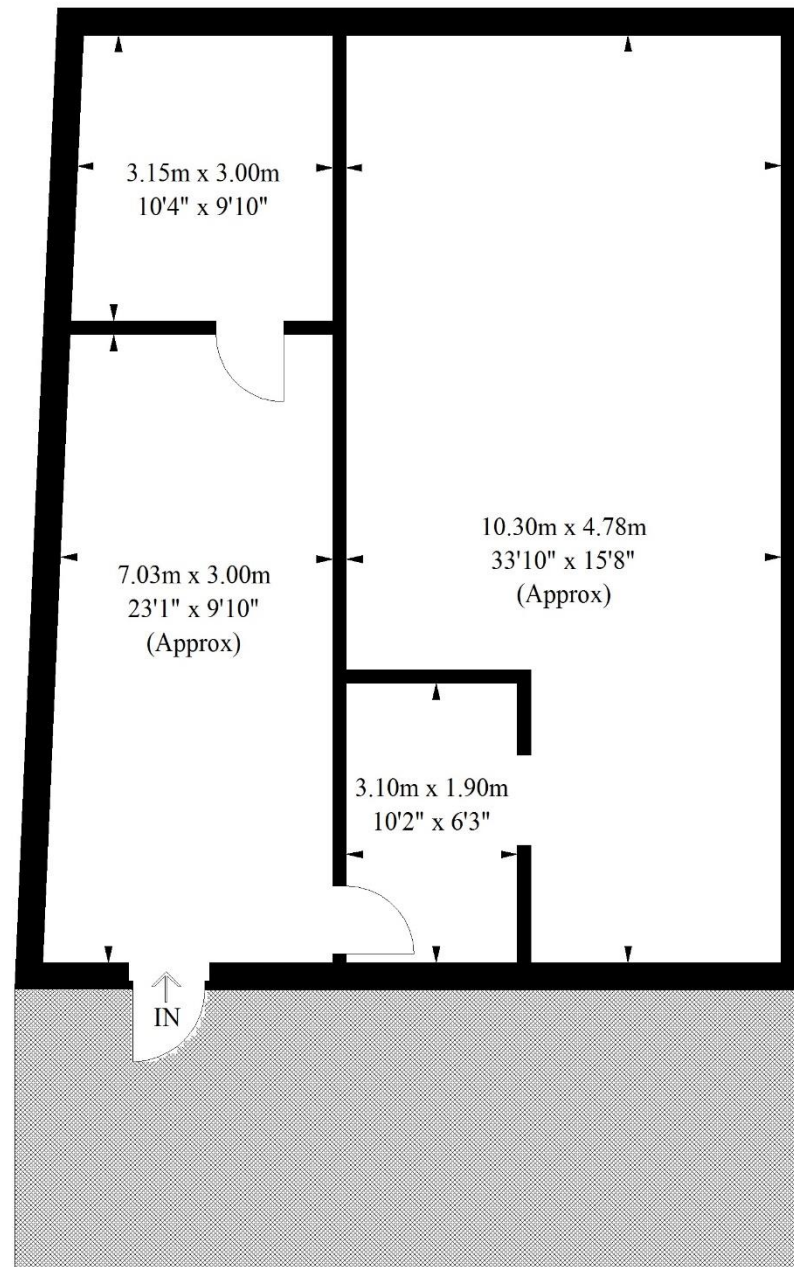 3.15m x 3.00m
10'4" x 9'10"
10.30m x 4.78m
33'10" x 15'8"
(Approx)
7.03m x 3.00m
23'1" x 9'10"
(Approx)
3.10m x 1.90m
10'2" x 6'3"
IN